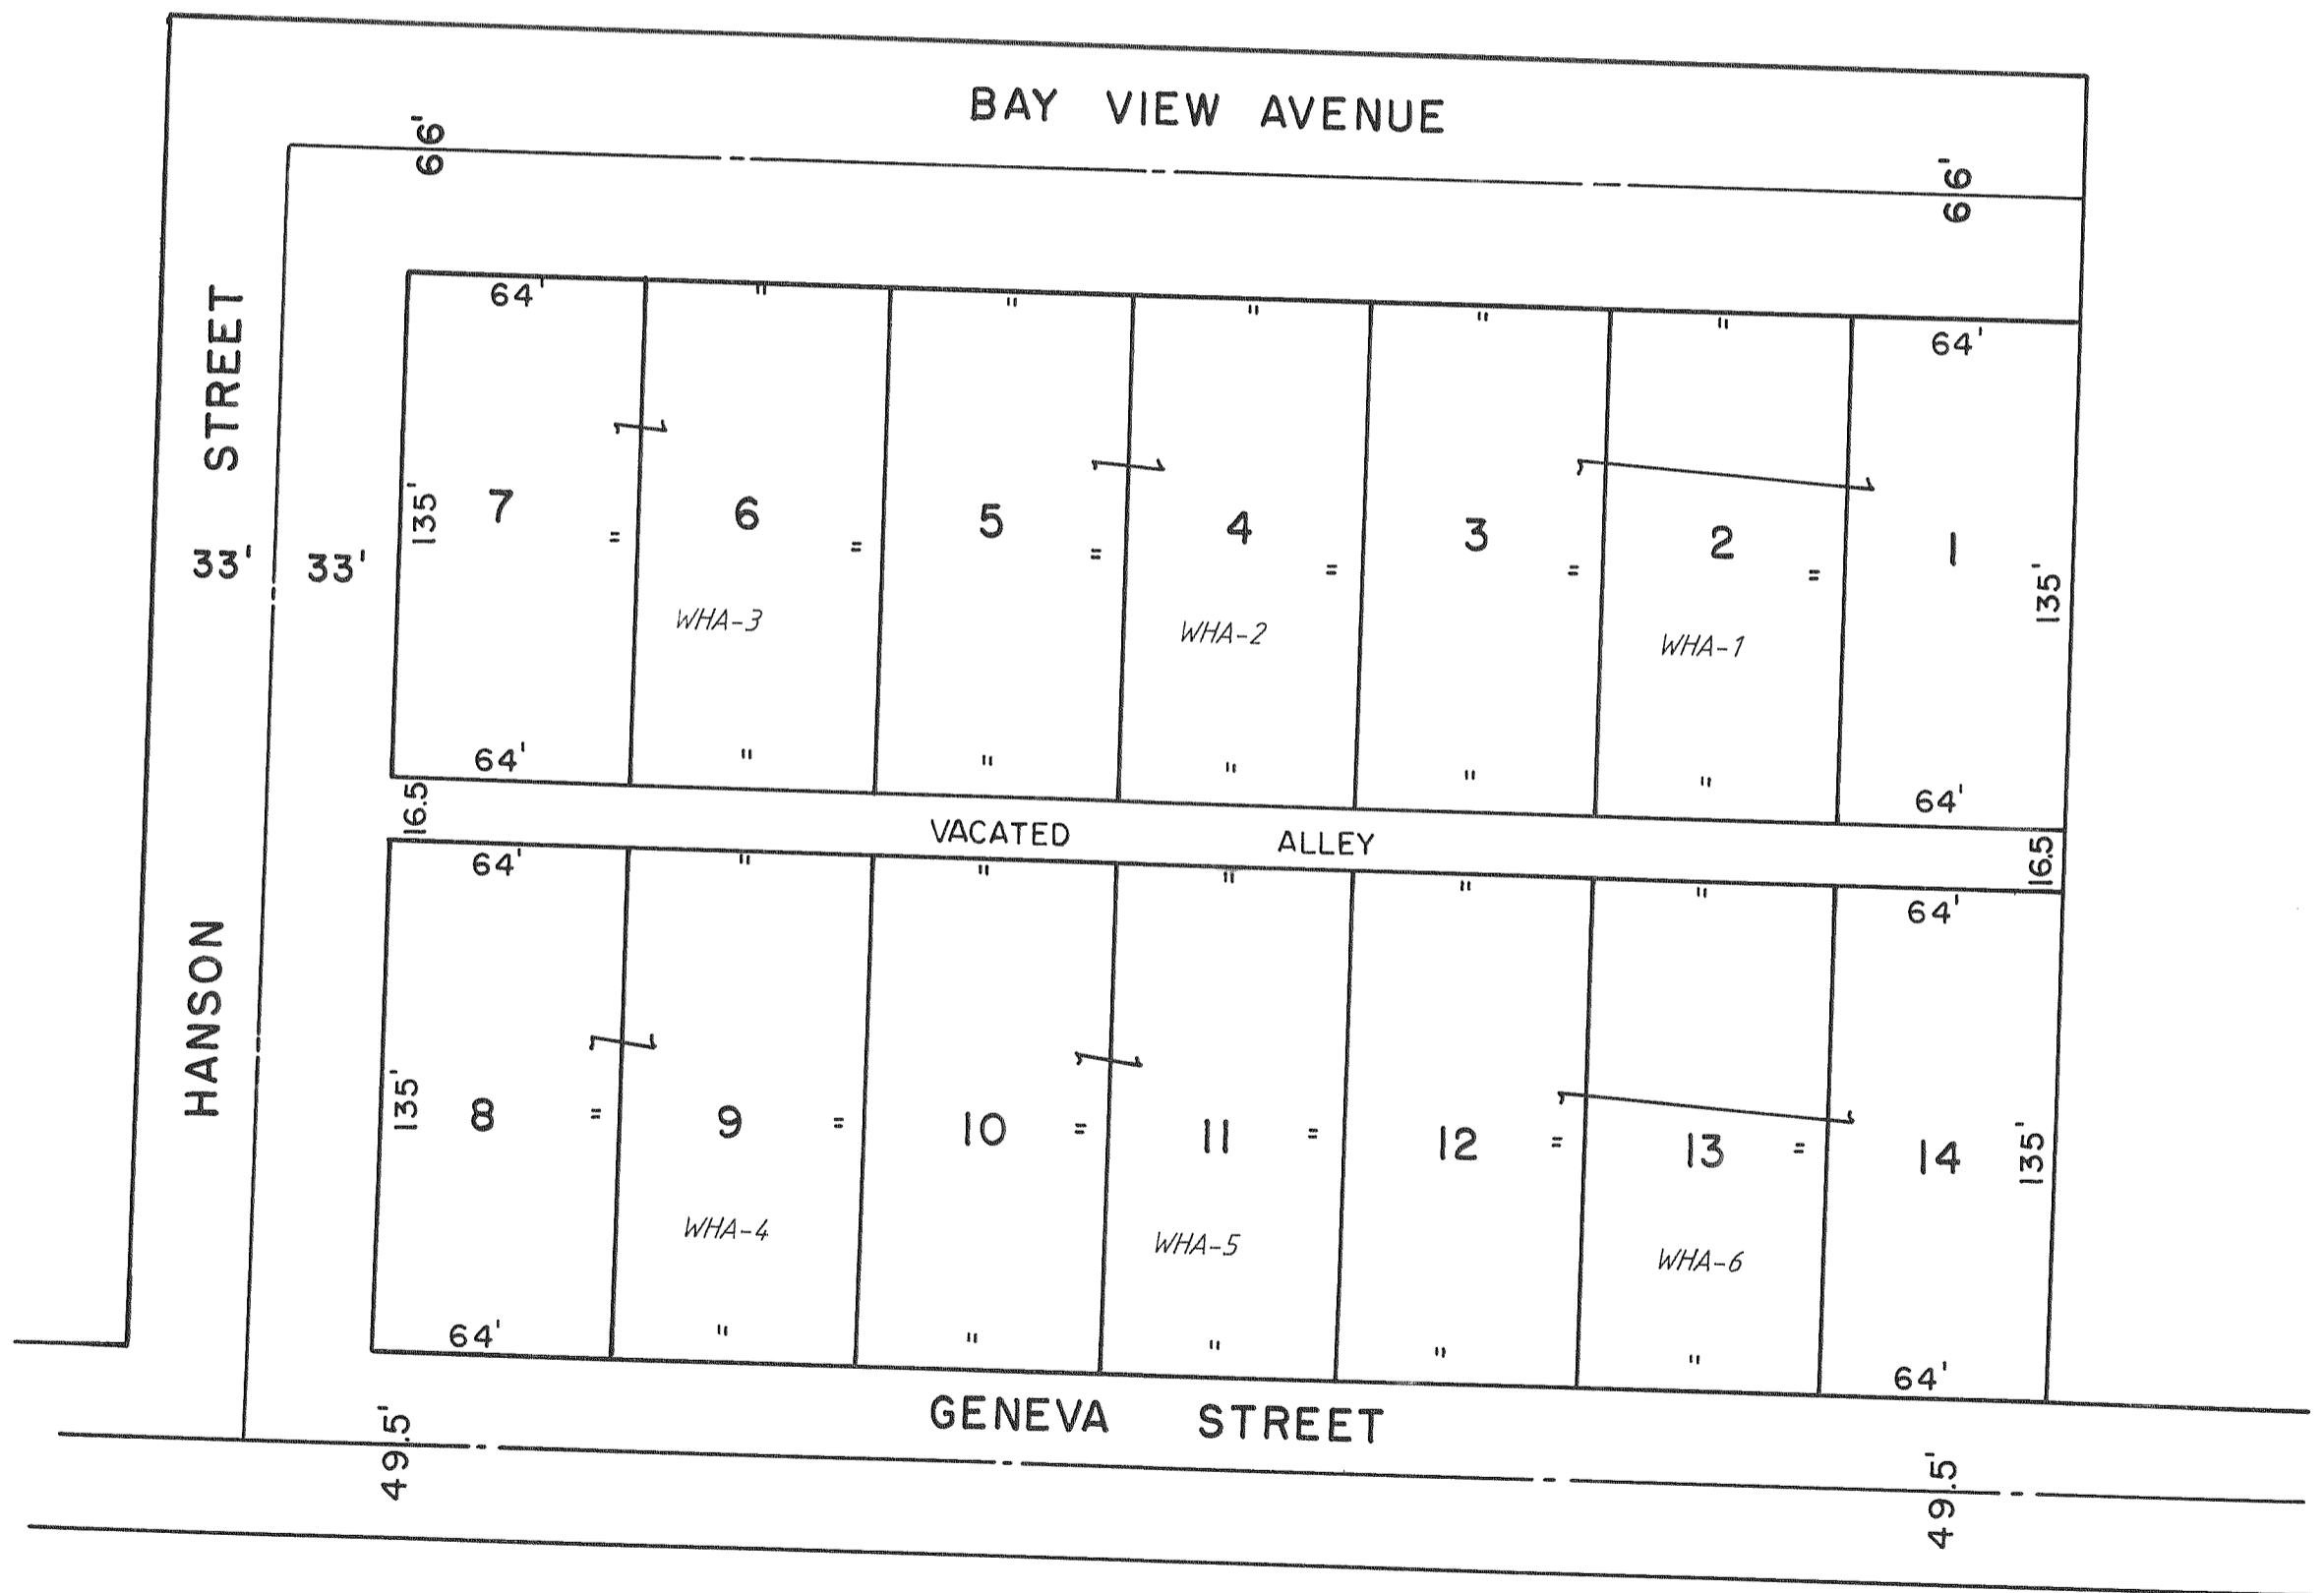 BAY VIEW AVENUE
66'
66'
HANSON STREET
33' 33'
64' " " " " " 64'
135' 7 = 6 = 5 = 4 = 3 = 2 = 1 135'
WHA-3 WHA-2 WHA-1
64' " " " " " 64'
16.5 VACATED ALLEY 16.5
64' " " " " " 64'
135' 8 = 9 = 10 = 11 = 12 = 13 = 14 135'
WHA-4 WHA-5 WHA-6
64' " " " " " 64'
GENEVA STREET
49.5' 49.5'